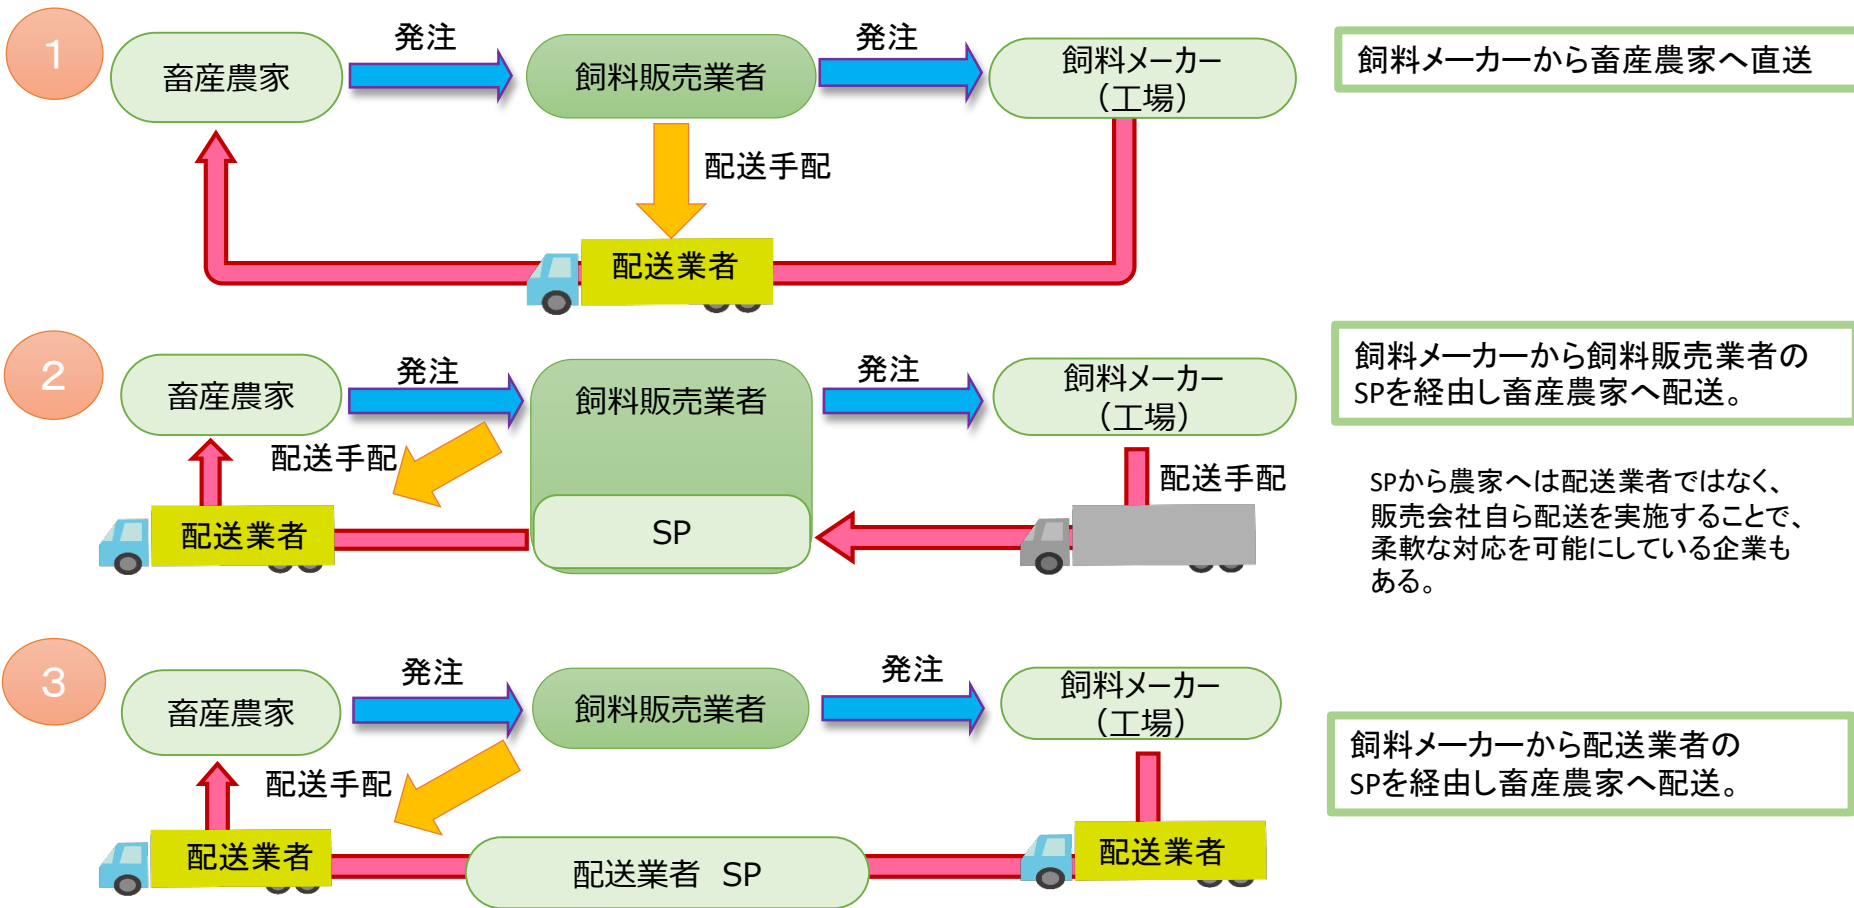 1
畜産農家
発注
飼料販売業者
発注
飼料メーカー
（工場）
飼料メーカーから畜産農家へ直送
配送手配
配送業者
2
畜産農家
発注
飼料販売業者
発注
飼料メーカー
（工場）
飼料メーカーから飼料販売業者の
SPを経由し畜産農家へ配送。
配送手配
配送手配
配送業者
SP
SPから農家へは配送業者ではなく、
販売会社自ら配送を実施することで、
柔軟な対応を可能にしている企業も
ある。
3
畜産農家
発注
飼料販売業者
発注
飼料メーカー
（工場）
飼料メーカーから配送業者の
SPを経由し畜産農家へ配送。
配送手配
配送業者
配送業者 SP
配送業者